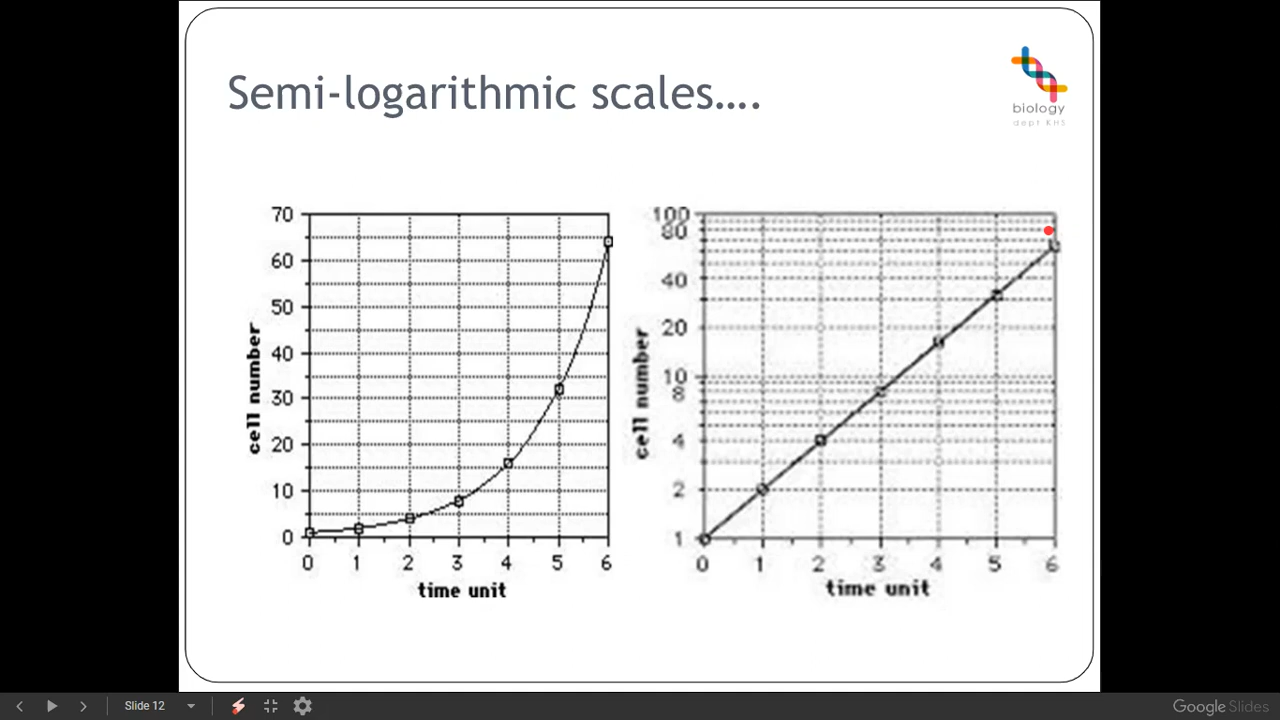 Semi-logarithmic scales....
biology
dept KHS
70
60
50
40
30
20
10
0
cell number
0 1 2 3 4 5 6
time unit
100
80
40
20
10
8
4
2
1
cell number
0 1 2 3 4 5 6
time unit
Slide 12
Google Slides